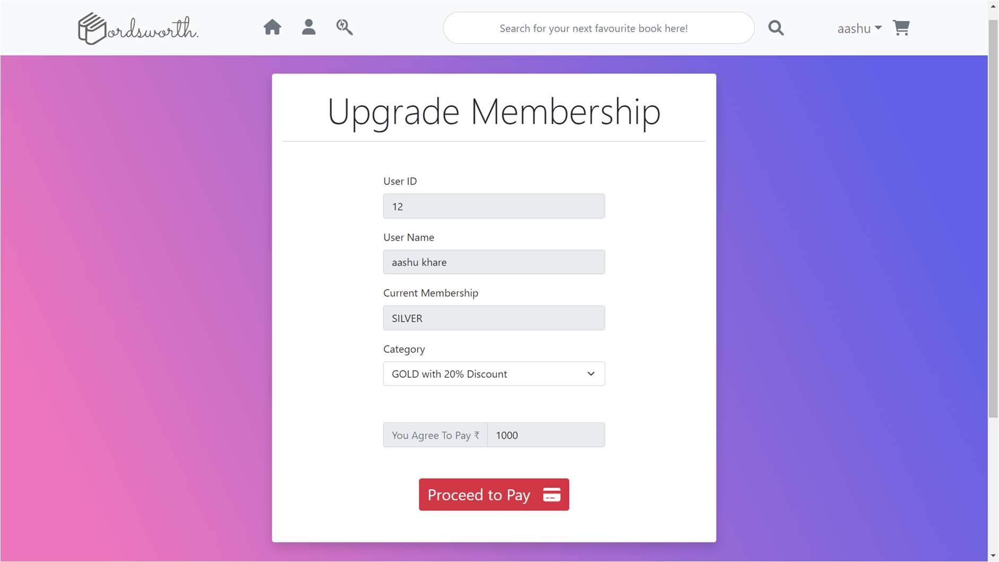 ordsworth.
Search for your next favourite book here!
aashu
Upgrade Membership
User ID
12
User Name
aashu khare
Current Membership
SILVER
Category
GOLD with 20% Discount
You Agree To Pay ₹ 1000
Proceed to Pay